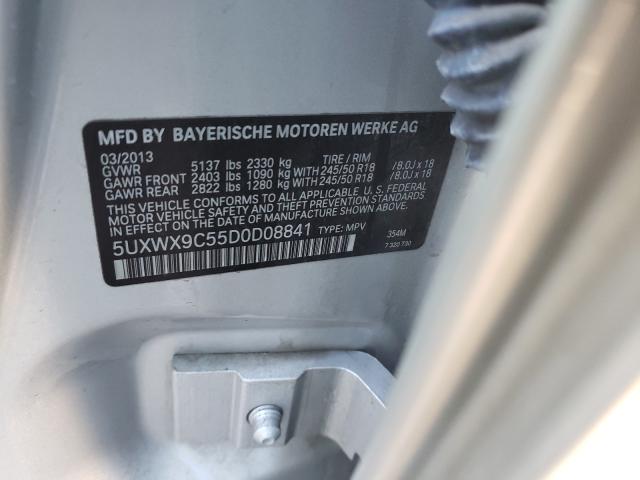 MFD BY BAYERISCHE MOTOREN WERKE AG
03/2013
GVWR 5137 lbs 2330 kg TIRE / RIM
GAWR FRONT 2403 lbs 1090 kg WITH 245/50 R18 /8.0J x 18
GAWR REAR 2822 lbs 1280 kg WITH 245/50 R18 /8.0J x 18
THIS VEHICLE CONFORMS TO ALL APPLICABLE U.S. FEDERAL
MOTOR VEHICLE SAFETY AND THEFT PREVENTION STANDARDS
IN EFFECT ON THE DATE OF MANUFACTURE SHOWN ABOVE.
5UXWX9C55D0D08841 TYPE: MPV 354M
7 320 730